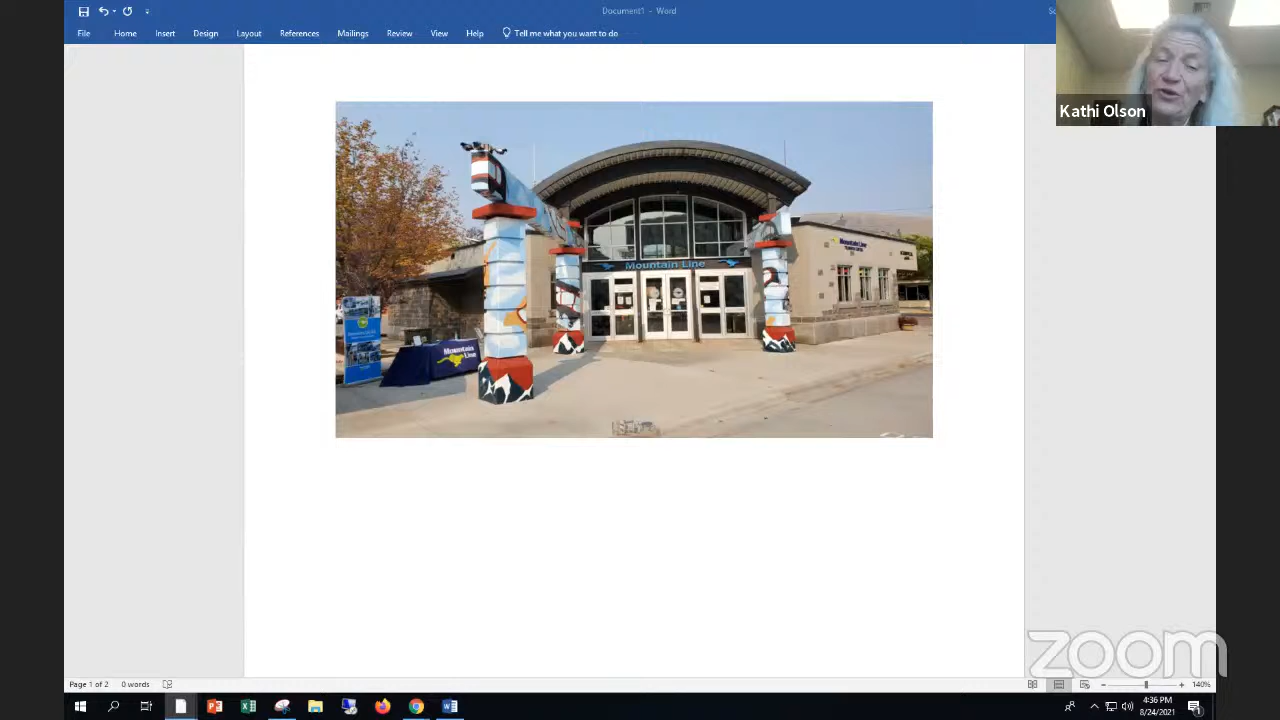 Document1 - Word
File Home Insert Design Layout References Mailings Review View Help Tell me what you want to do
Kathi Olson
Mountain Line
Mountain Line
Mountain Line
zoom
Page 1 of 2 0 words 140%
4:36 PM
8/24/2021